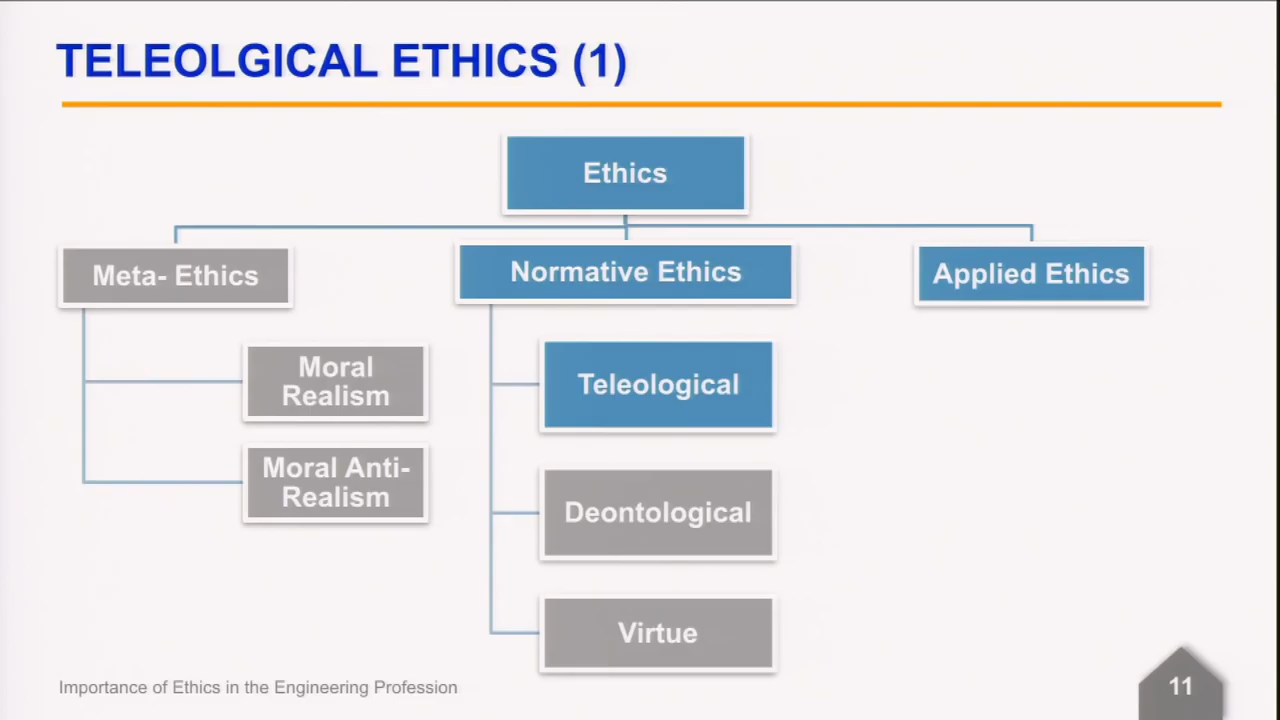 TELEOLGICAL ETHICS (1)
Ethics
Meta- Ethics
Normative Ethics
Applied Ethics
Moral
Realism
Moral Anti-
Realism
Teleological
Deontological
Virtue
Importance of Ethics in the Engineering Profession
11